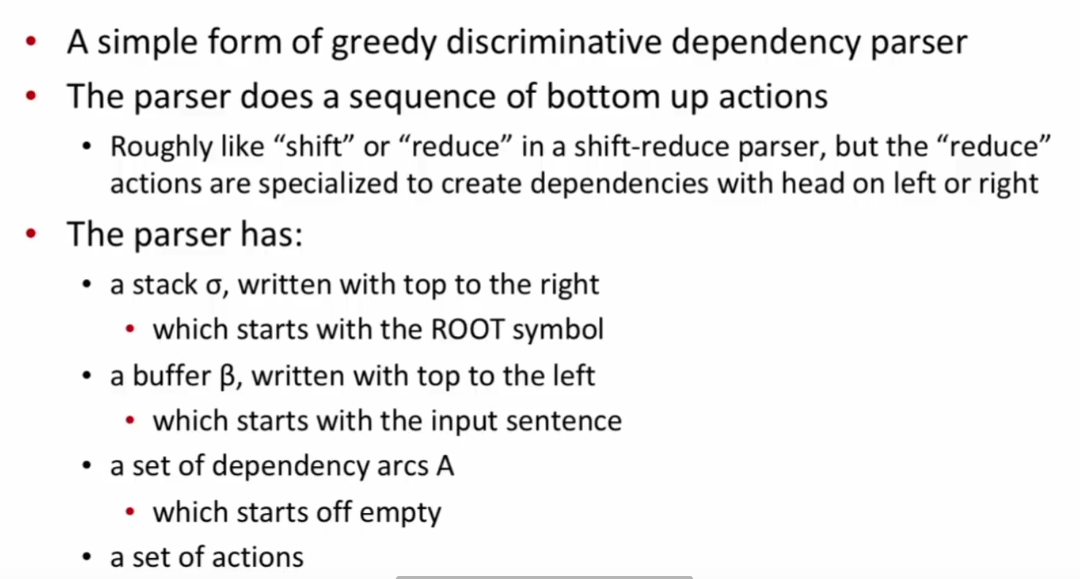 • A simple form of greedy discriminative dependency parser
• The parser does a sequence of bottom up actions
• Roughly like “shift” or “reduce” in a shift-reduce parser, but the “reduce”
actions are specialized to create dependencies with head on left or right
• The parser has:
• a stack σ, written with top to the right
• which starts with the ROOT symbol
• a buffer β, written with top to the left
• which starts with the input sentence
• a set of dependency arcs A
• which starts off empty
• a set of actions